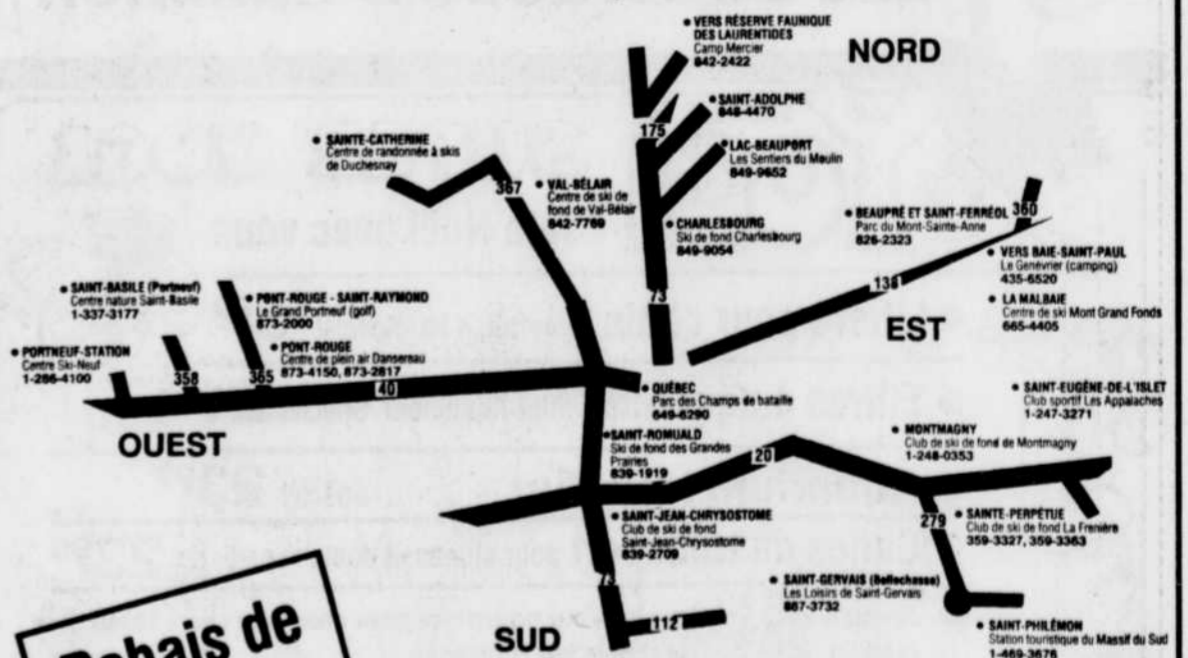 • VERS RÉSERVE FAUNIQUE
DES LAURENTIDES
Camp Mercier
842-2422
NORD
• SAINT-ADOLPHE
848-4470
175
• LAC-BEAUPORT
Les Sentiers du Moulin
849-9652
• SAINTE-CATHERINE
Centre de randonnée à skis
de Duchesnay
367
• VAL-BÉLAIR
Centre de ski de
fond de Val-Bélair
842-7769
• CHARLESBOURG
Ski de fond Charlesbourg
849-9054
73
• BEAUPRÉ ET SAINT-FERRÉOL
Parc du Mont-Sainte-Anne
826-2323
360
138
• VERS BAIE-SAINT-PAUL
Le Genévrier (camping)
435-6520
• LA MALBAIE
Centre de ski Mont Grand Fonds
665-4405
EST
• SAINT-BASILE (Portneuf)
Centre nature Saint-Basile
1-337-3177
• PONT-ROUGE - SAINT-RAYMOND
Le Grand Portneuf (golf)
873-2000
• PONT-ROUGE
Centre de plein air Dansereau
873-4150, 873-2817
• PORTNEUF-STATION
Centre Ski-Neuf
1-286-4100
358
365
40
OUEST
• QUÉBEC
Parc des Champs de bataille
649-6290
• SAINT-EUGÈNE-DE-L'ISLET
Club sportif Les Appalaches
1-247-3271
• SAINT-ROMUALD
Ski de fond des Grandes
Prairies
839-1919
20
• MONTMAGNY
Club de ski de fond de Montmagny
1-248-0353
• SAINT-JEAN-CHRYSOSTOME
Club de ski de fond
Saint-Jean-Chrysostome
839-2709
279
• SAINTE-PERPÉTUE
Club de ski de fond La Frenière
359-3327, 359-3363
73
• SAINT-GERVAIS (Bellechasse)
Les Loisirs de Saint-Gervais
887-3732
112
SUD
• SAINT-PHILÉMON
Station touristique du Massif du Sud
1-469-3676
Rabais de